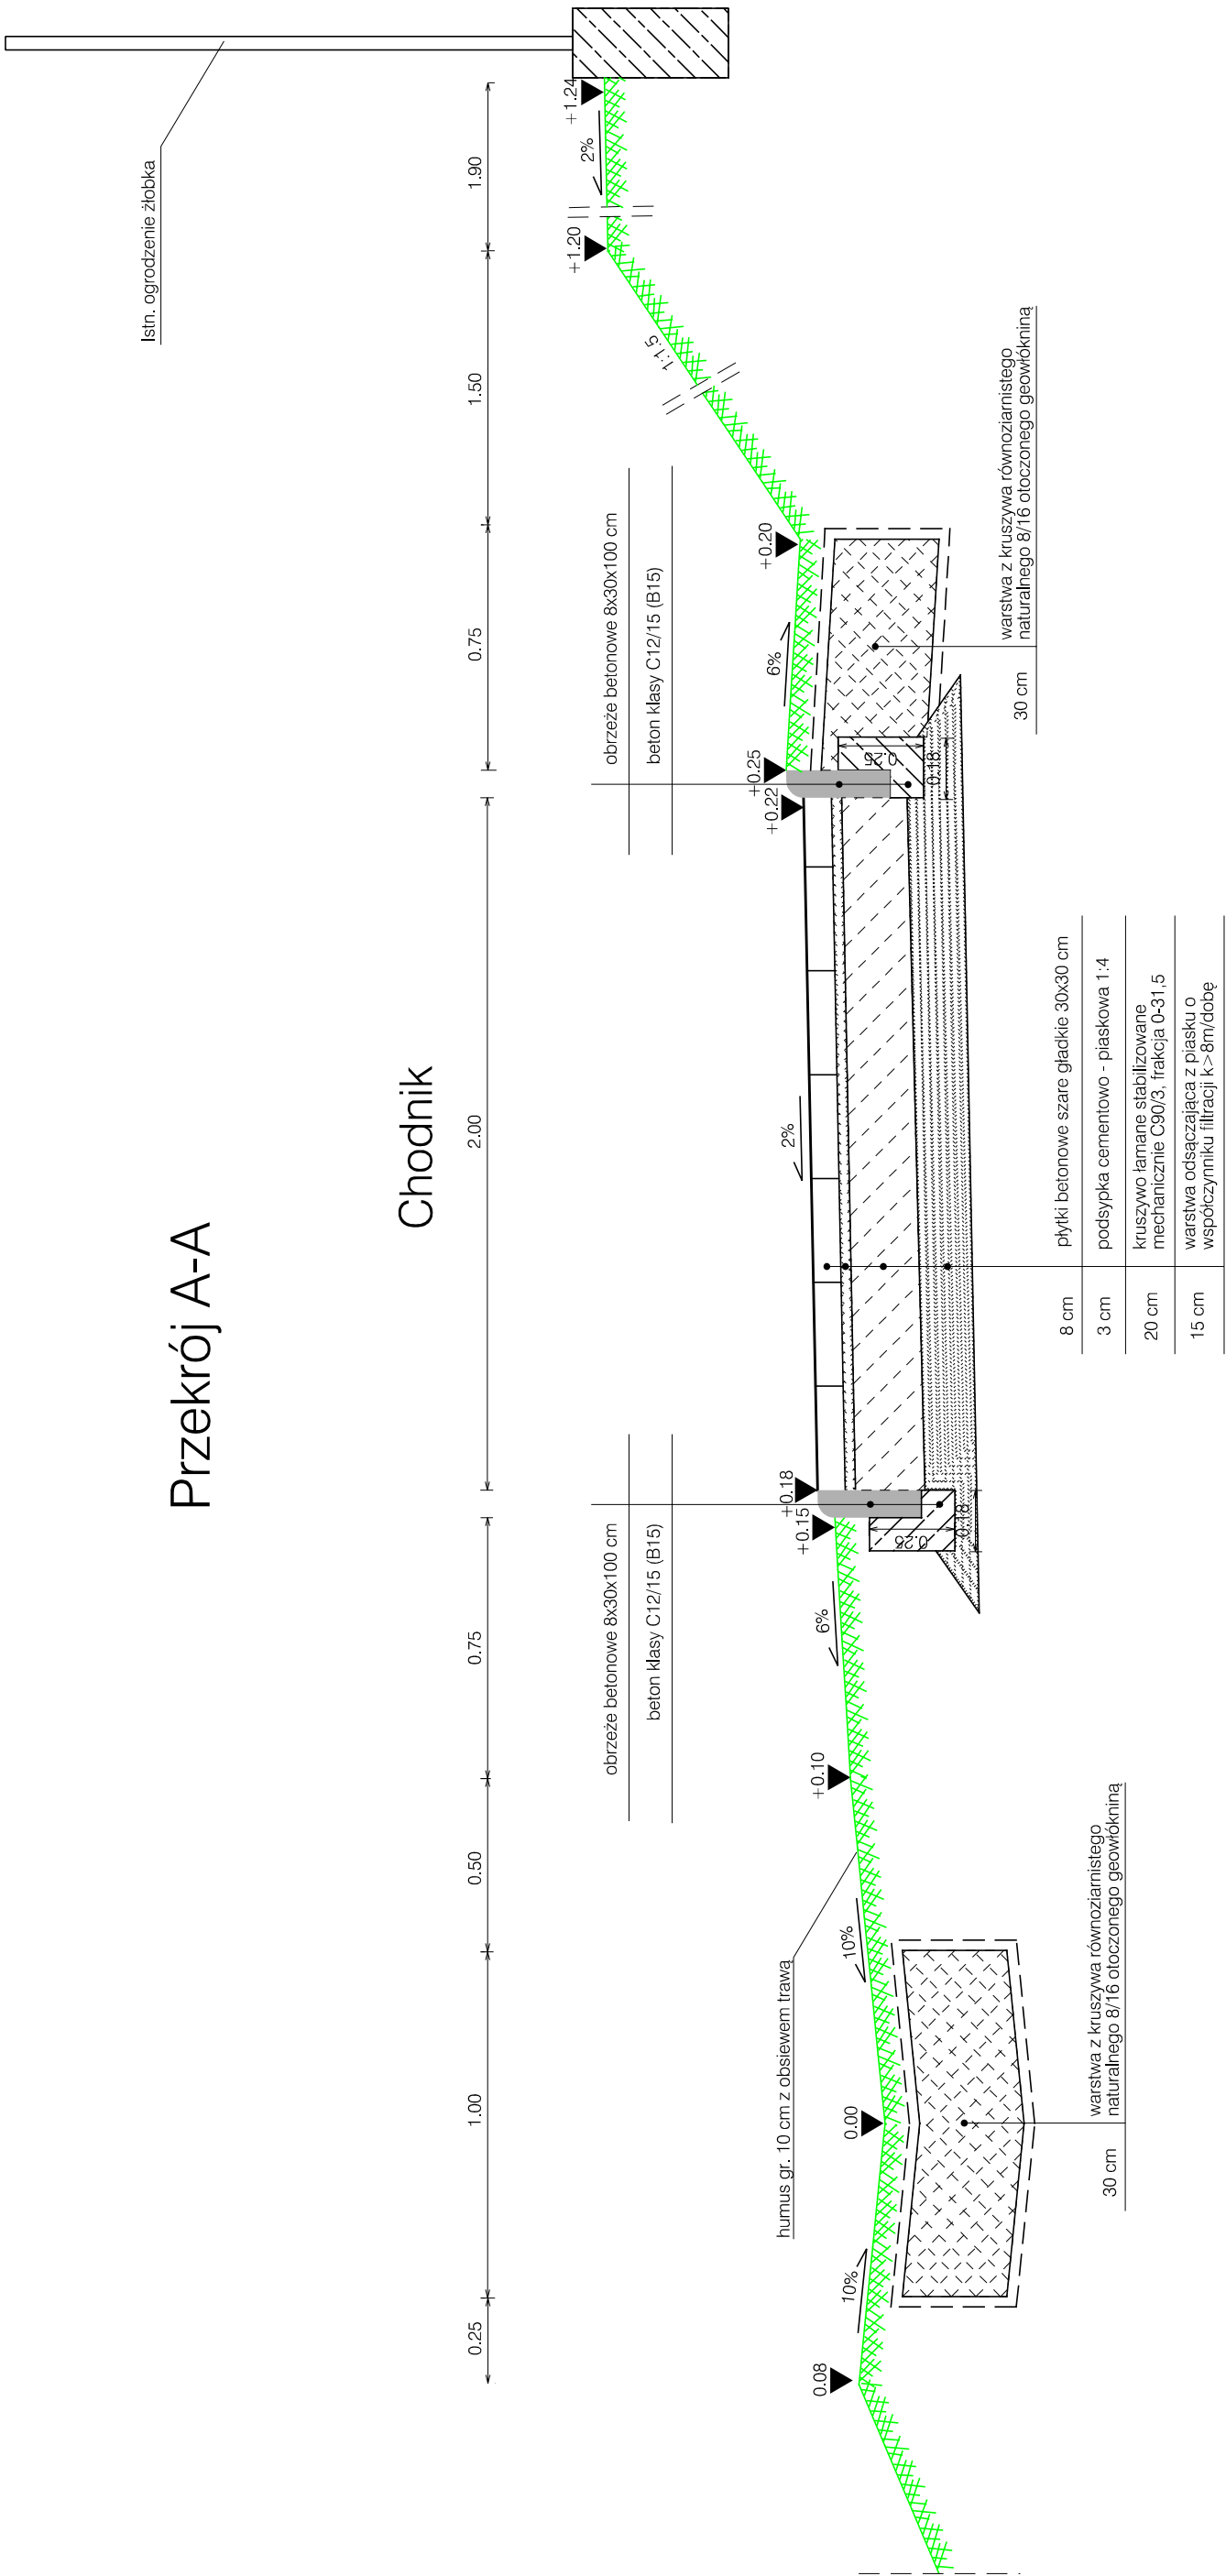 Przekrój A-A
Chodnik
Istn. ogrodzenie żłobka
0.25
1.00
0.50
0.75
2.00
0.75
1.50
1.90
obrzeże betonowe 8x30x100 cm
beton klasy C12/15 (B15)
obrzeże betonowe 8x30x100 cm
beton klasy C12/15 (B15)
humus gr. 10 cm z obsiewem trawą
0.08
10%
0.00
10%
+0.10
6%
+0.15
+0.18
2%
+0.22
+0.25
6%
+0.20
1:1.5
+1.20
2%
+1.24
0.25
0.18
0.25
0.18
30 cm
warstwa z kruszywa równoziarnistego
naturalnego 8/16 otoczonego geowłókniną
8 cm płytki betonowe szare gładkie 30x30 cm
3 cm podsypka cementowo - piaskowa 1:4
20 cm kruszywo łamane stabilizowane
mechanicznie C90/3, frakcja 0-31,5
15 cm warstwa odsączająca z piasku o
współczynniku filtracji k>8m/dobę
30 cm
warstwa z kruszywa równoziarnistego
naturalnego 8/16 otoczonego geowłókniną